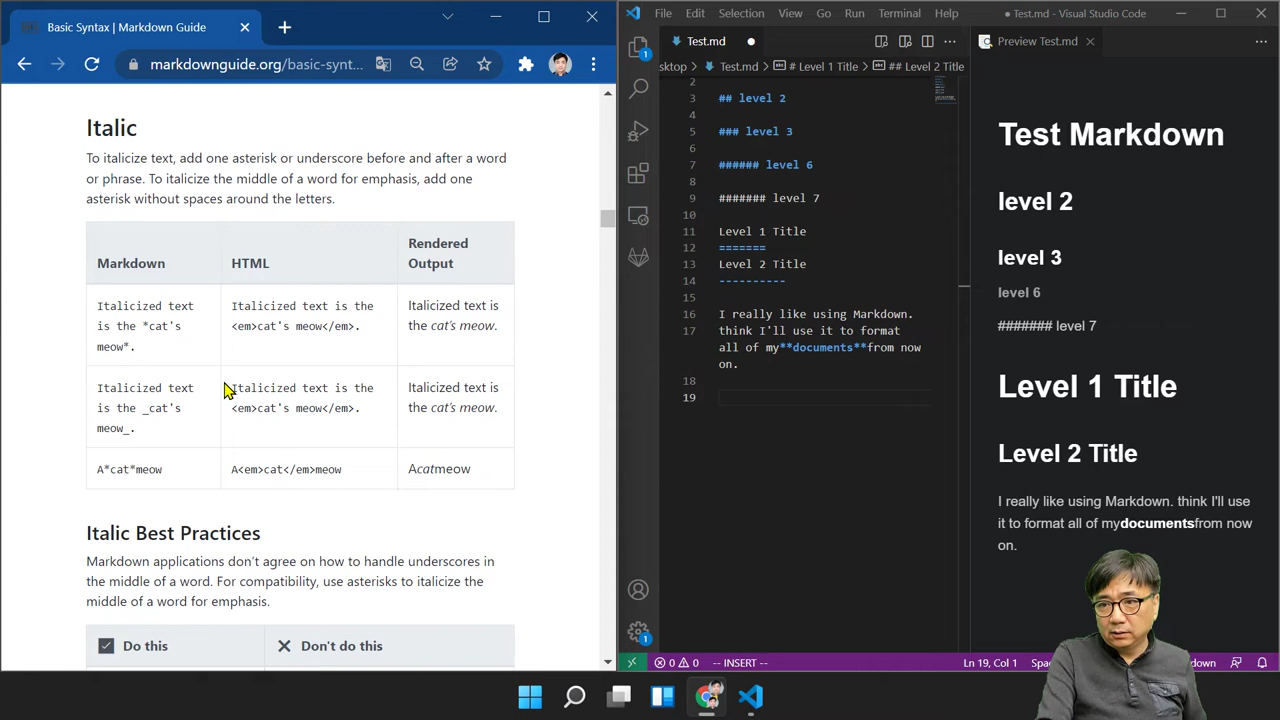 Basic Syntax | Markdown Guide
markdownguide.org/basic-synt...
Italic
To italicize text, add one asterisk or underscore before and after a word
or phrase. To italicize the middle of a word for emphasis, add one
asterisk without spaces around the letters.
Markdown HTML Rendered
Output
Italicized text
is the *cat's
meow*.
Italicized text is the
<em>cat's meow</em>.
Italicized text is
the cat’s meow.
Italicized text
is the _cat's
meow_.
Italicized text is the
<em>cat's meow</em>.
Italicized text is
the cat’s meow.
A*cat*meow
A<em>cat</em>meow
Acatmeow
Italic Best Practices
Markdown applications don’t agree on how to handle underscores in
the middle of a word. For compatibility, use asterisks to italicize the
middle of a word for emphasis.
Do this
Don't do this
File Edit Selection View Go Run Terminal Help
● Test.md - Visual Studio Code
Test.md
sktop > Test.md > # Level 1 Title > ## Level 2 Title
2
3 ## level 2
4
5 ### level 3
6
7 ###### level 6
8
9 ####### level 7
10
11 Level 1 Title
12 =======
13 Level 2 Title
14 ----------
15
16 I really like using Markdown.
17 think I'll use it to format
all of my**documents**from now
on.
18
19
1
1
0 0 -- INSERT --
Ln 19, Col 1
Preview Test.md
Test Markdown
level 2
level 3
level 6
####### level 7
Level 1 Title
Level 2 Title
I really like using Markdown. think I'll use
it to format all of mydocumentsfrom now
on.